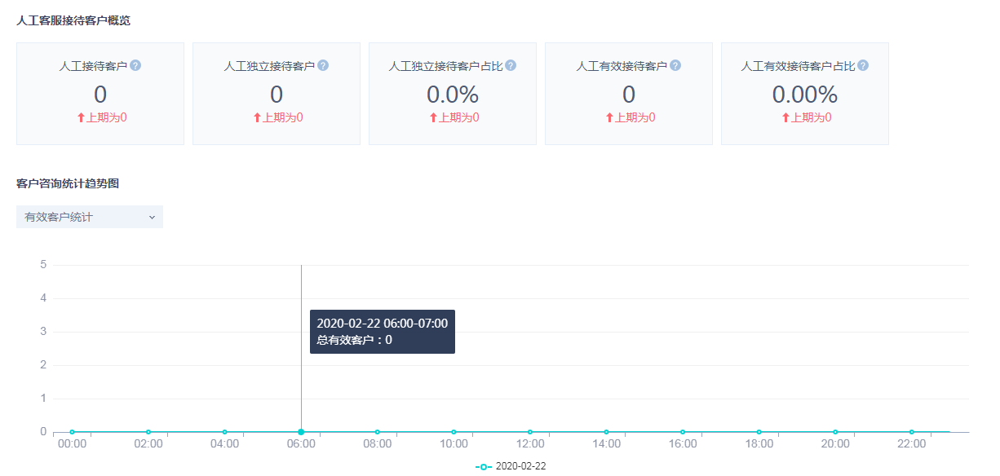 人工客服接待客户概览
人工接待客户 ?
0
上期为0
人工独立接待客户 ?
0
上期为0
人工独立接待客户占比 ?
0.0%
上期为0
人工有效接待客户 ?
0
上期为0
人工有效接待客户占比 ?
0.00%
上期为0
客户咨询统计趋势图
有效客户统计
5
4
3
2
1
0
2020-02-22 06:00-07:00
总有效客户：0
00:00 02:00 04:00 06:00 08:00 10:00 12:00 14:00 16:00 18:00 20:00 22:00
2020-02-22